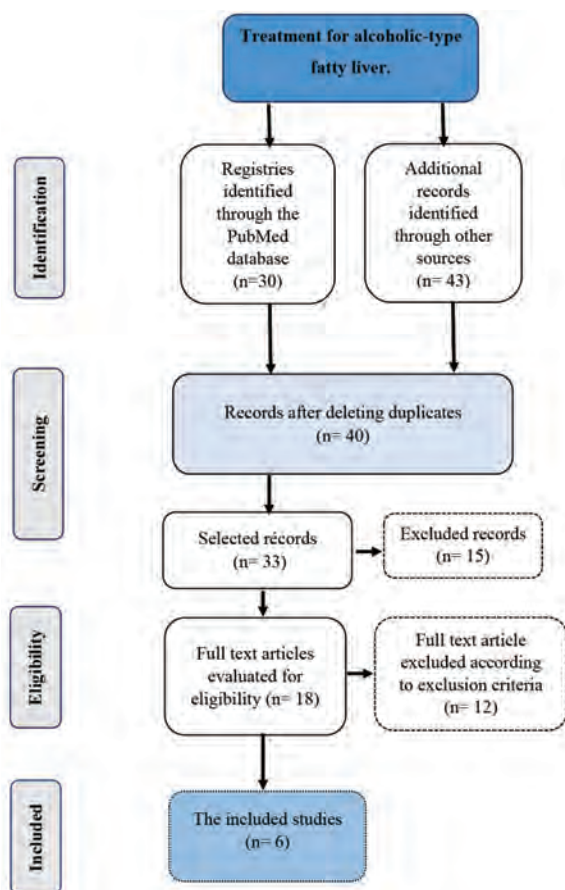 Treatment for alcoholic-type
fatty liver.
Identification
Registries
identified
through the
PubMed
database
(n=30)
Additional
records
identified
through other
sources
(n= 43)
Screening
Records after deleting duplicates
(n= 40)
Selected records
(n= 33)
Excluded records
(n= 15)
Eligibility
Full text articles
evaluated for
eligibility (n= 18)
Full text article
excluded according
to exclusion criteria
(n= 12)
Included
The included studies
(n= 6)